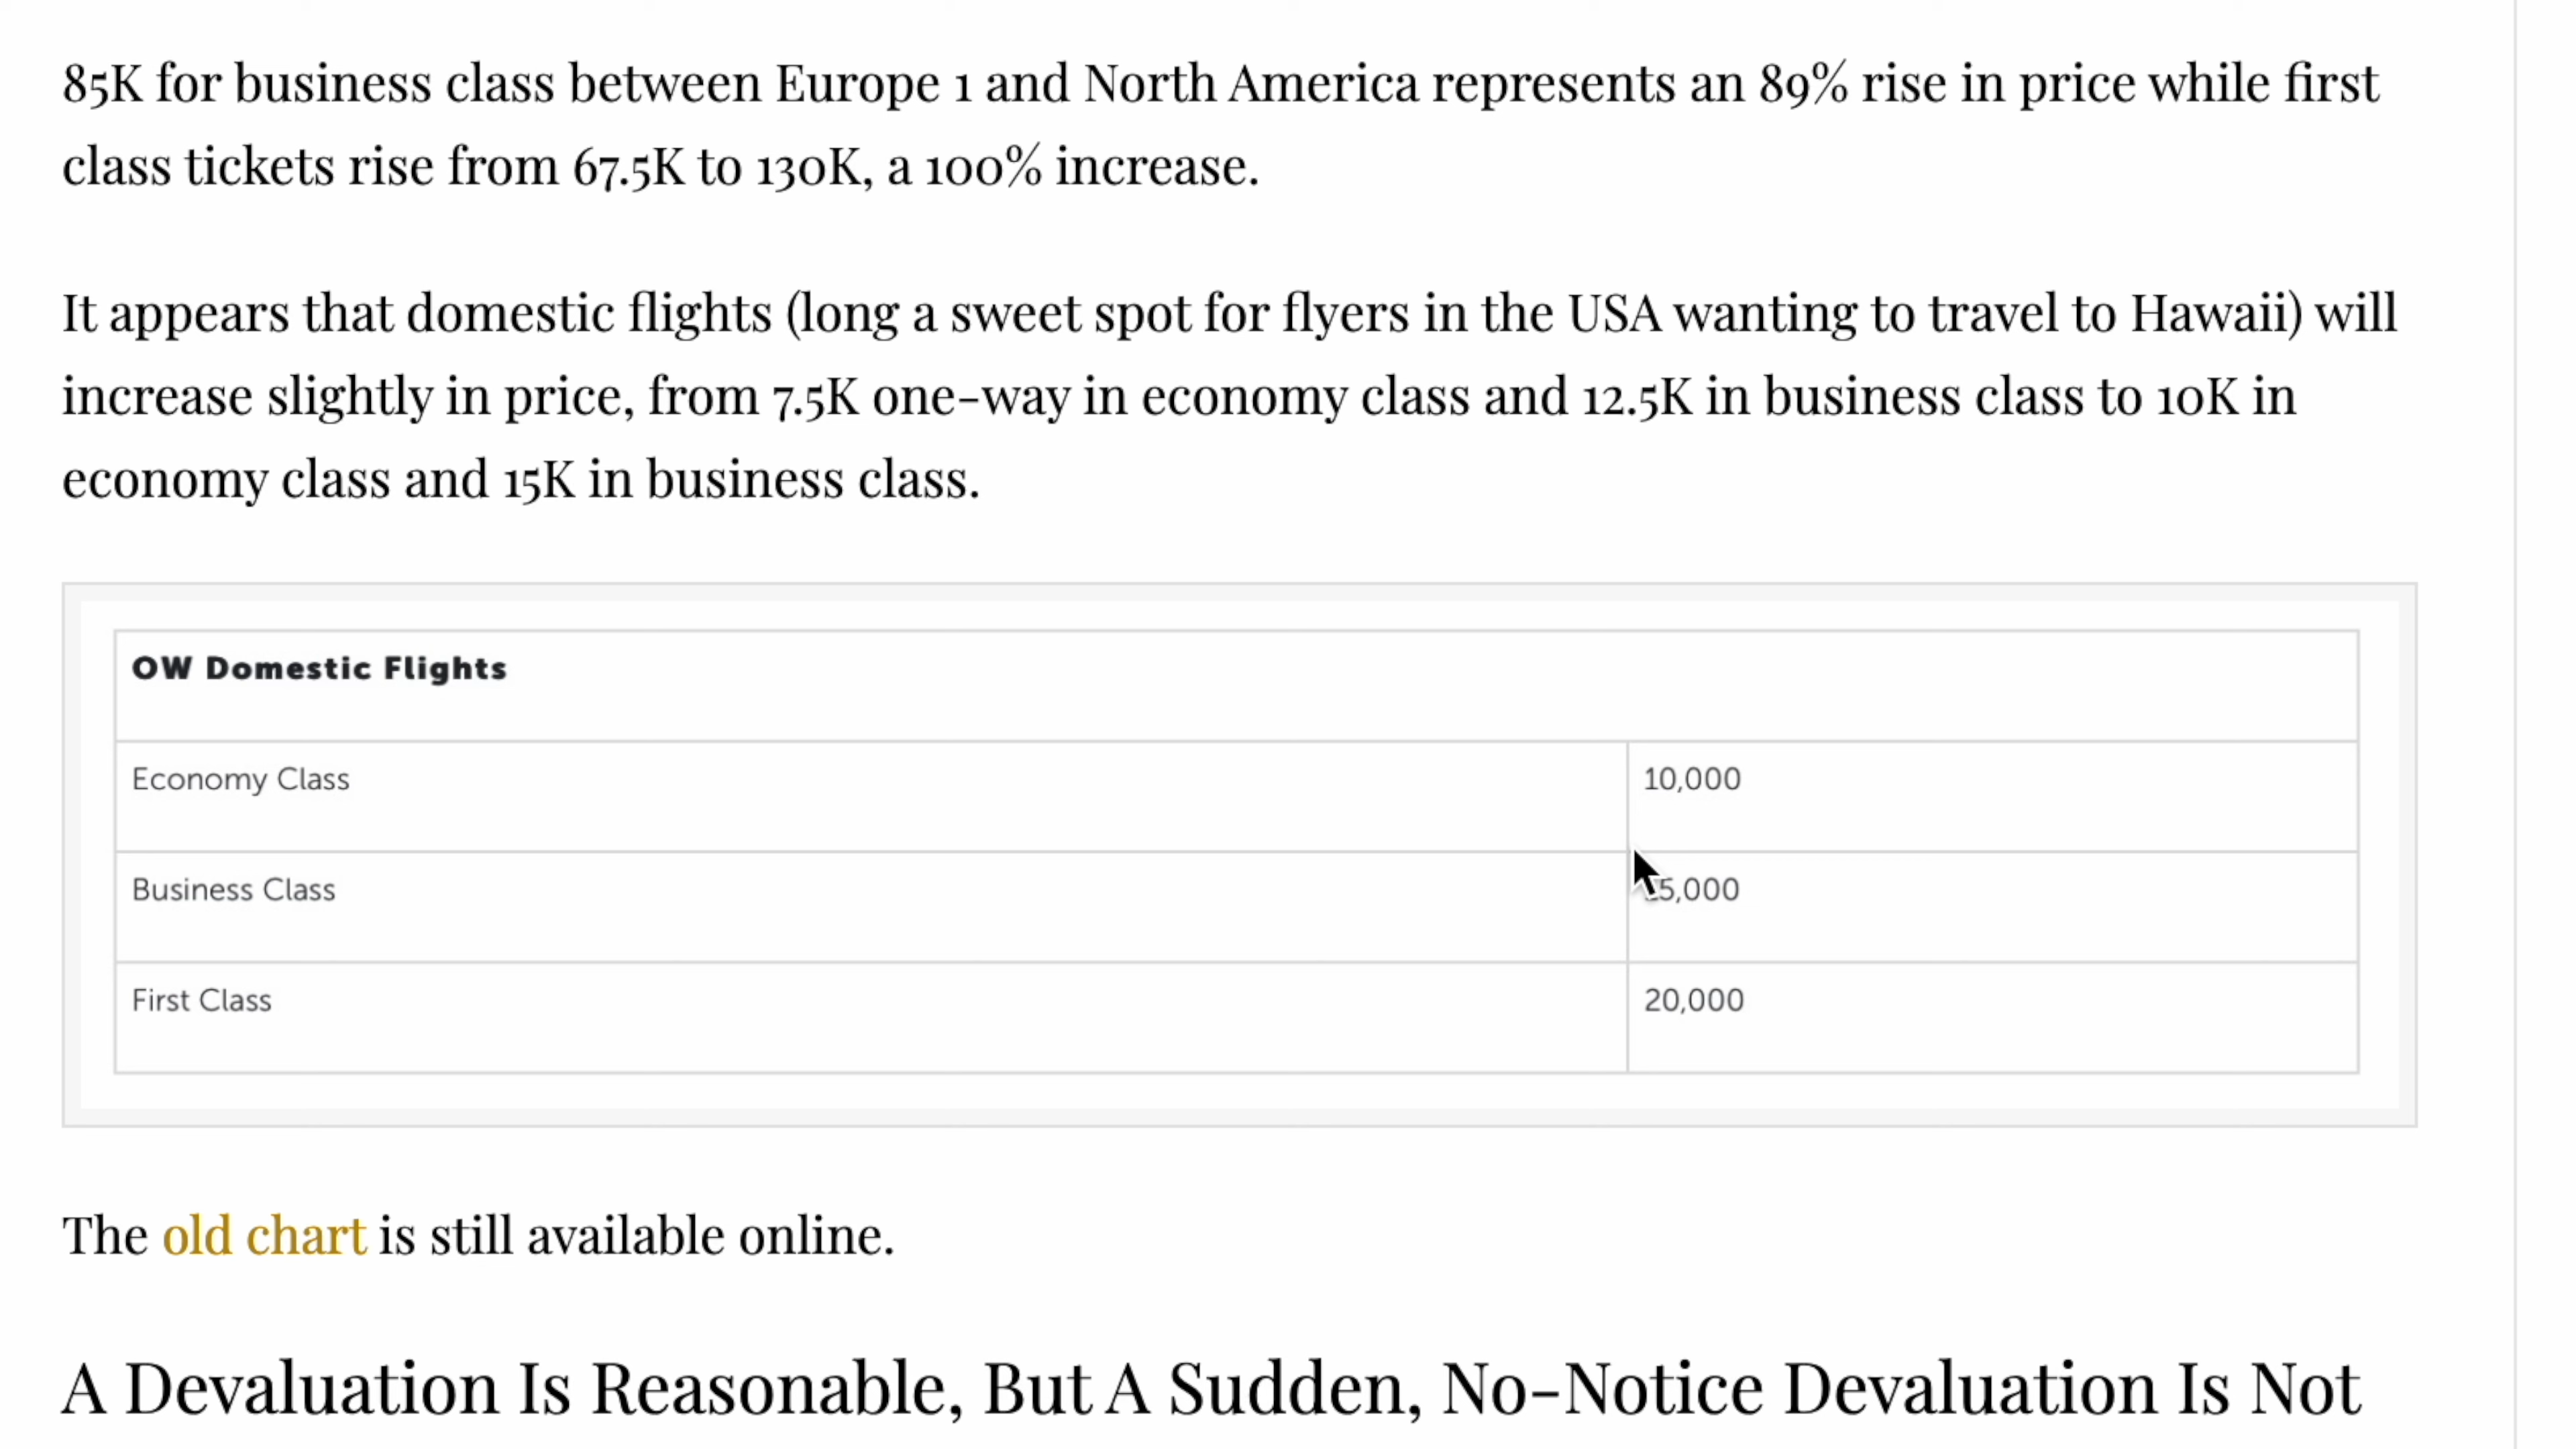 85K for business class between Europe 1 and North America represents an 89% rise in price while first
class tickets rise from 67.5K to 130K, a 100% increase.
It appears that domestic flights (long a sweet spot for flyers in the USA wanting to travel to Hawaii) will
increase slightly in price, from 7.5K one-way in economy class and 12.5K in business class to 10K in
economy class and 15K in business class.
OW Domestic Flights
Economy Class 10,000
Business Class
First Class 20,000
The old chart is still available online.
A Devaluation Is Reasonable, But A Sudden, No-Notice Devaluation Is Not